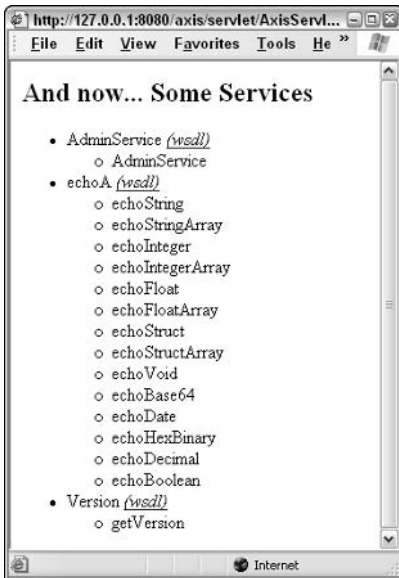 http://127.0.0.1:8080/axis/servlet/AxisServl...
File Edit View Favorites Tools He »
And now... Some Services
• AdminService (wsdl)
○ AdminService
• echoA (wsdl)
○ echoString
○ echoStringArray
○ echoInteger
○ echoIntegerArray
○ echoFloat
○ echoFloatArray
○ echoStruct
○ echoStructArray
○ echoVoid
○ echoBase64
○ echoDate
○ echoHexBinary
○ echoDecimal
○ echoBoolean
• Version (wsdl)
○ getVersion
Internet